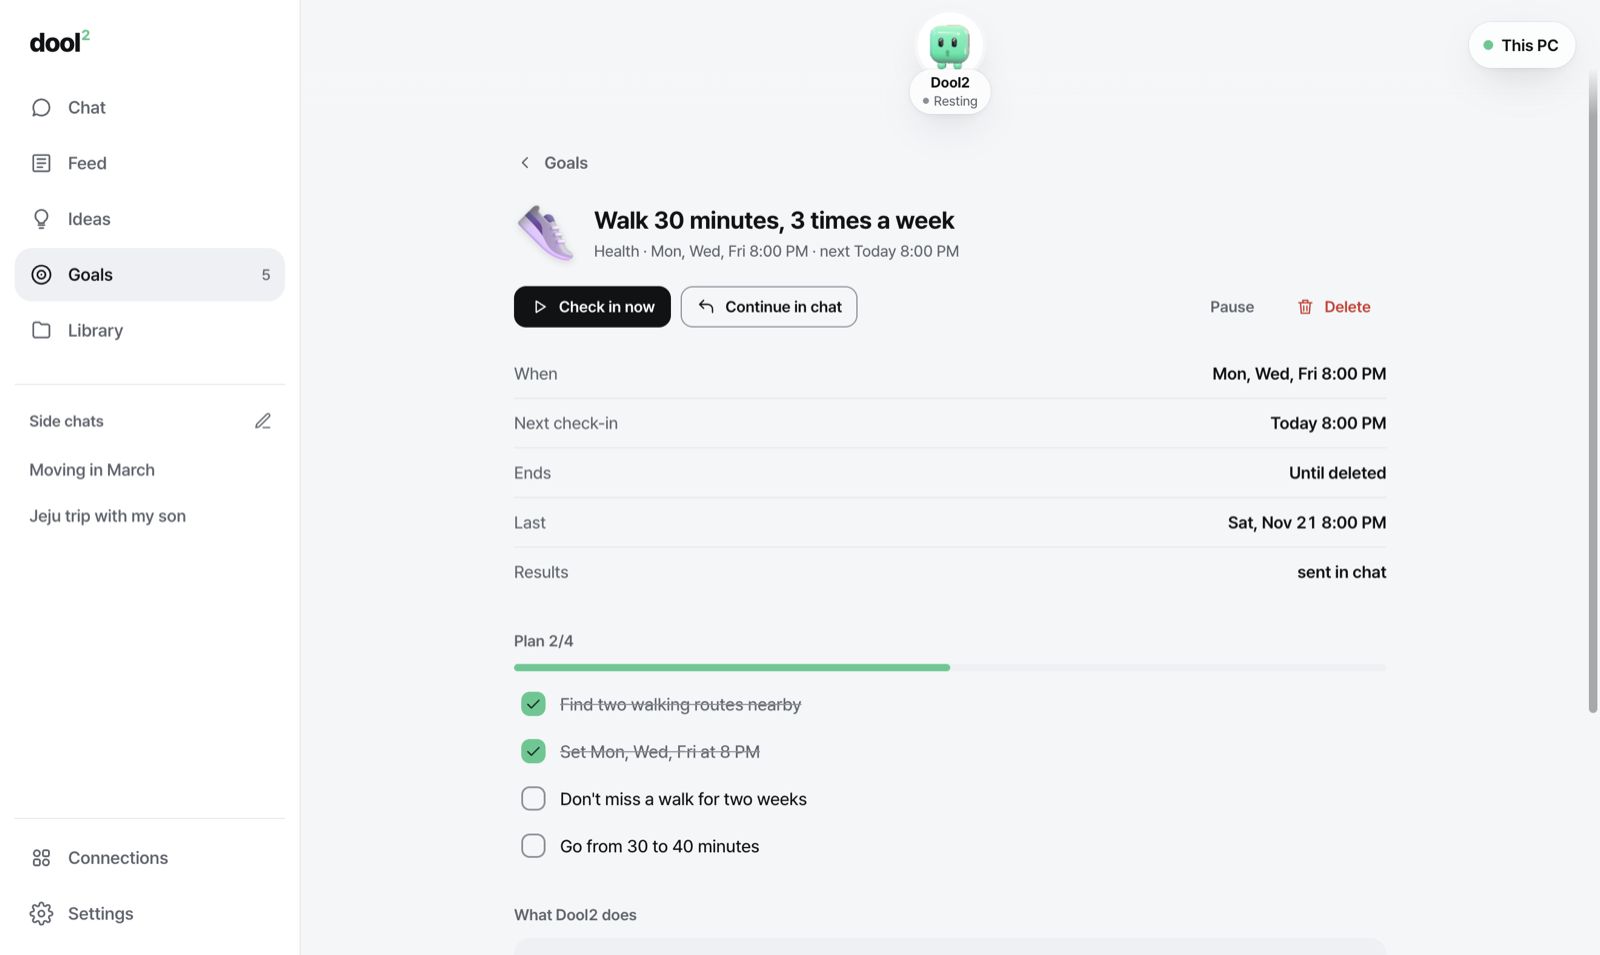 dool2
Chat
Feed
Ideas
Goals 5
Library
Side chats
Moving in March
Jeju trip with my son
Connections
Settings
Dool2
Resting
This PC
Goals
Walk 30 minutes, 3 times a week
Health · Mon, Wed, Fri 8:00 PM · next Today 8:00 PM
Check in now
Continue in chat
Pause
Delete
When Mon, Wed, Fri 8:00 PM
Next check-in Today 8:00 PM
Ends Until deleted
Last Sat, Nov 21 8:00 PM
Results sent in chat
Plan 2/4
Find two walking routes nearby
Set Mon, Wed, Fri at 8 PM
Don't miss a walk for two weeks
Go from 30 to 40 minutes
What Dool2 does